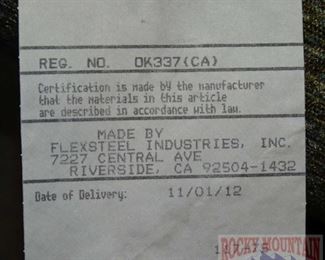 REG. NO. OK337(CA)
Certification is made by the manufacturer
that the materials in this article
are described in accordance with law.
MADE BY
FLEXSTEEL INDUSTRIES, INC.
7227 CENTRAL AVE
RIVERSIDE, CA 92504-1432
Date of Delivery: 11/01/12
ROCKY MOUNTAIN